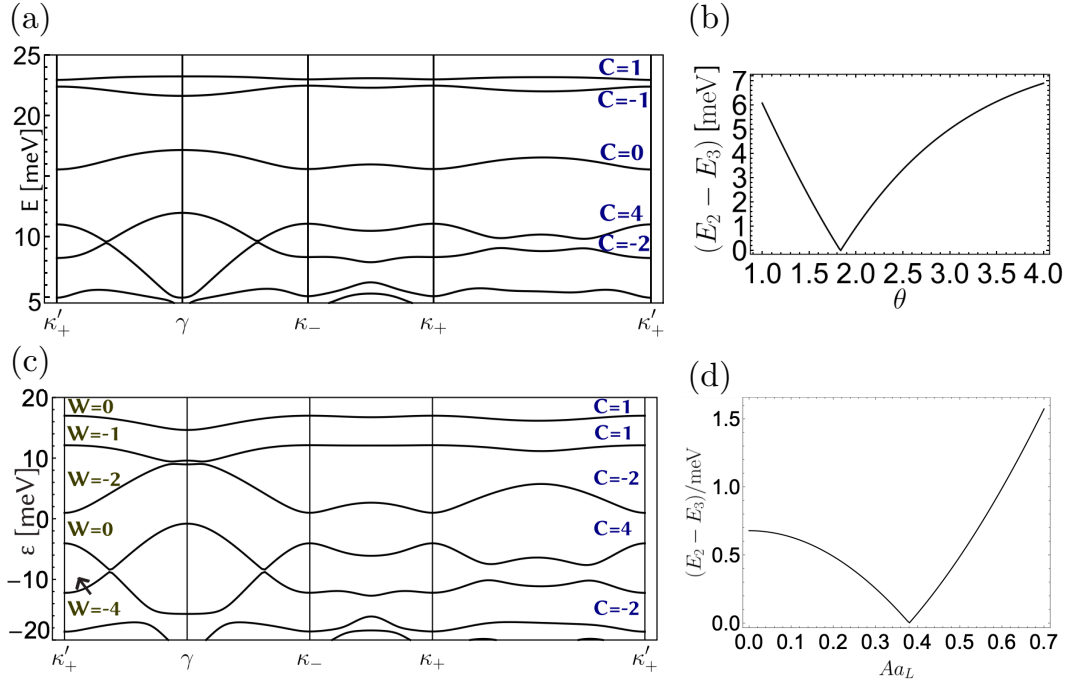 (a)
25
20
15
10
5
E [meV]
C=1
C=-1
C=0
C=4
C=-2
κ′₊ γ κ₋ κ₊ κ′₊
(b)
7
6
5
4
3
2
1
0
(E₂ − E₃) [meV]
1.0 1.5 2.0 2.5 3.0 3.5 4.0
θ
(c)
20
10
0
−10
−20
ε [meV]
W=0
W=-1
W=-2
W=0
W=-4
C=1
C=1
C=-2
C=4
C=-2
κ′₊ γ κ₋ κ₊ κ′₊
(d)
1.5
1.0
0.5
0.0
(E₂ − E₃)/meV
0.0 0.1 0.2 0.3 0.4 0.5 0.6 0.7
Aa_L